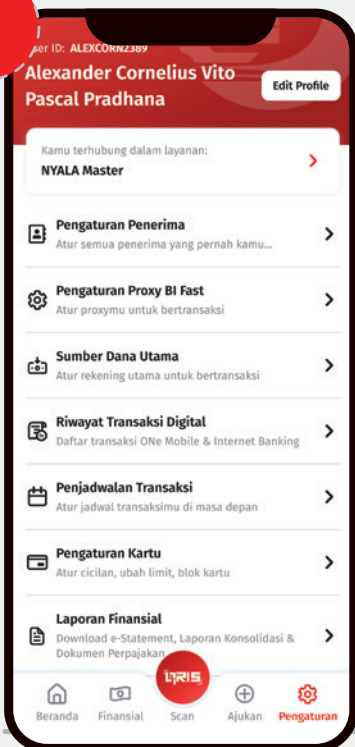 User ID: ALEXCORN2389
Alexander Cornelius Vito
Pascal Pradhana
Edit Profile
Kamu terhubung dalam layanan:
NYALA Master
Pengaturan Penerima
Atur semua penerima yang pernah kamu...
Pengaturan Proxy BI Fast
Atur proxymu untuk bertransaksi
Sumber Dana Utama
Atur rekening utama untuk bertransaksi
Riwayat Transaksi Digital
Daftar transaksi ONe Mobile & Internet Banking
Penjadwalan Transaksi
Atur jadwal transaksimu di masa depan
Pengaturan Kartu
Atur cicilan, ubah limit, blok kartu
Laporan Finansial
Download e-Statement, Laporan Konsolidasi &
Dokumen Perpajakan
QRIS
Beranda Finansial Scan Ajukan Pengaturan